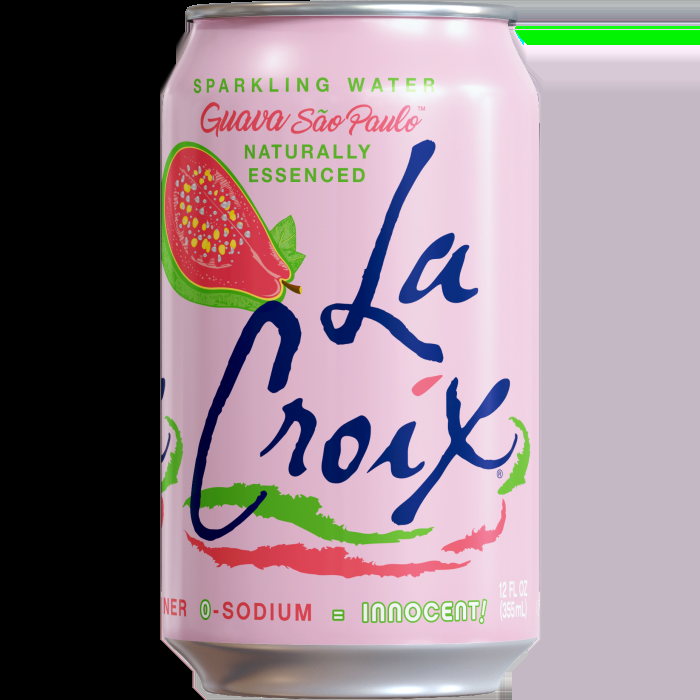 SPARKLING WATER
Guava São Paulo™
NATURALLY
ESSENCED
La
Croix®
NER 0-SODIUM = INNOCENT!
12 FL OZ
(355mL)